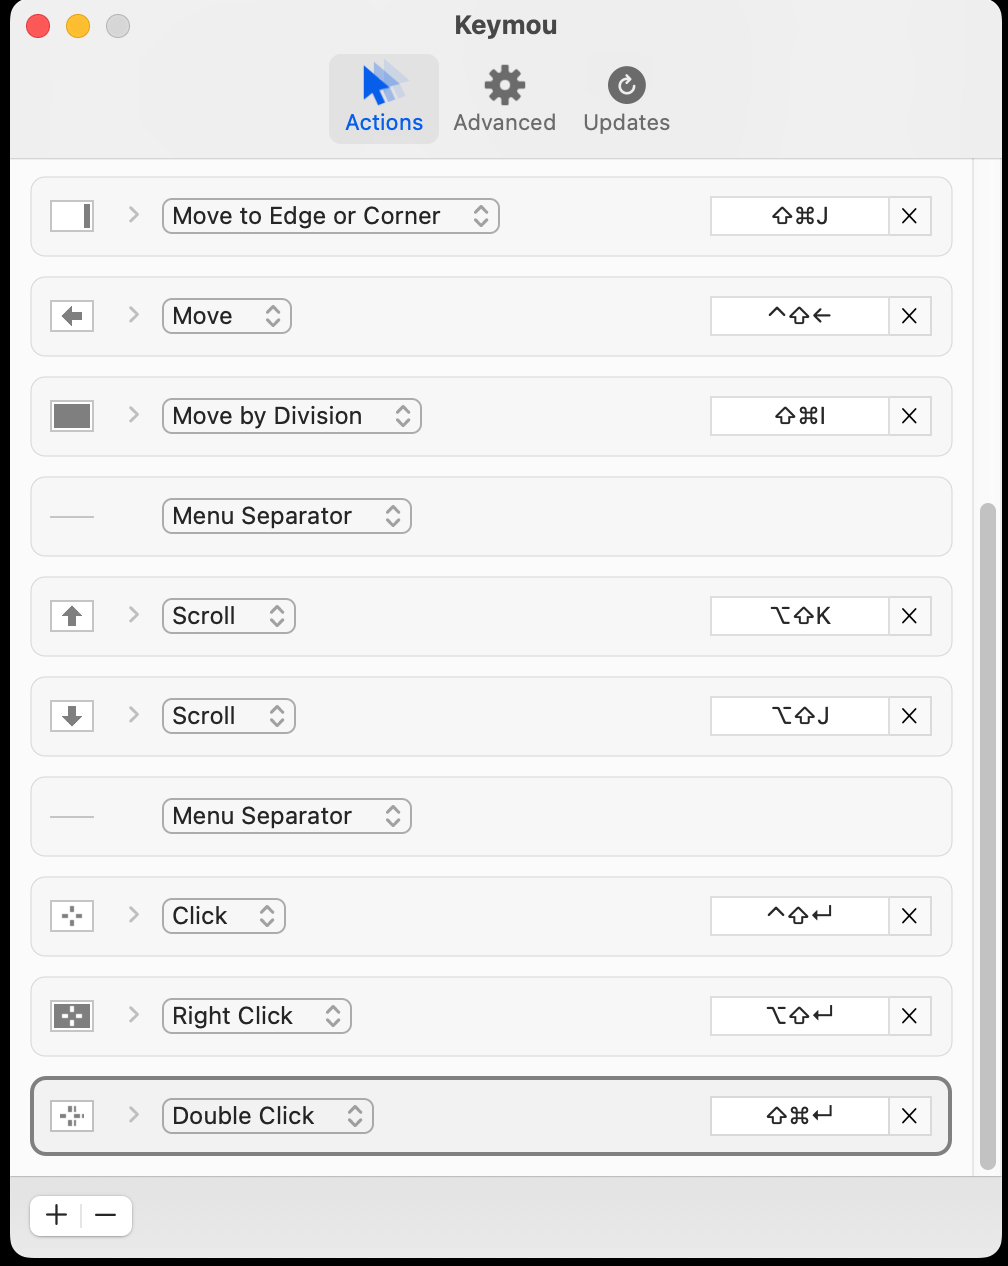 Keymou
Actions Advanced Updates
Move to Edge or Corner ⇧⌘J
Move ^⇧←
Move by Division ⇧⌘I
Menu Separator
Scroll ⌥⇧K
Scroll ⌥⇧J
Menu Separator
Click ^⇧↵
Right Click ⌥⇧↵
Double Click ⇧⌘↵